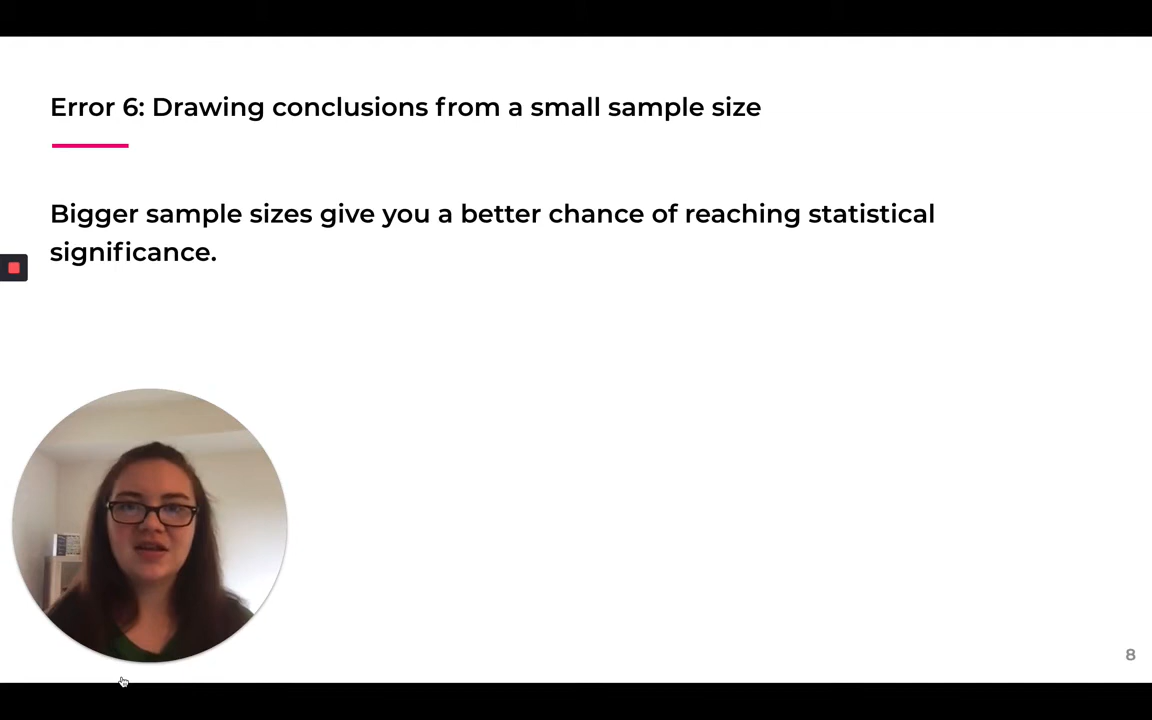 Error 6: Drawing conclusions from a small sample size
Bigger sample sizes give you a better chance of reaching statistical
significance.
8